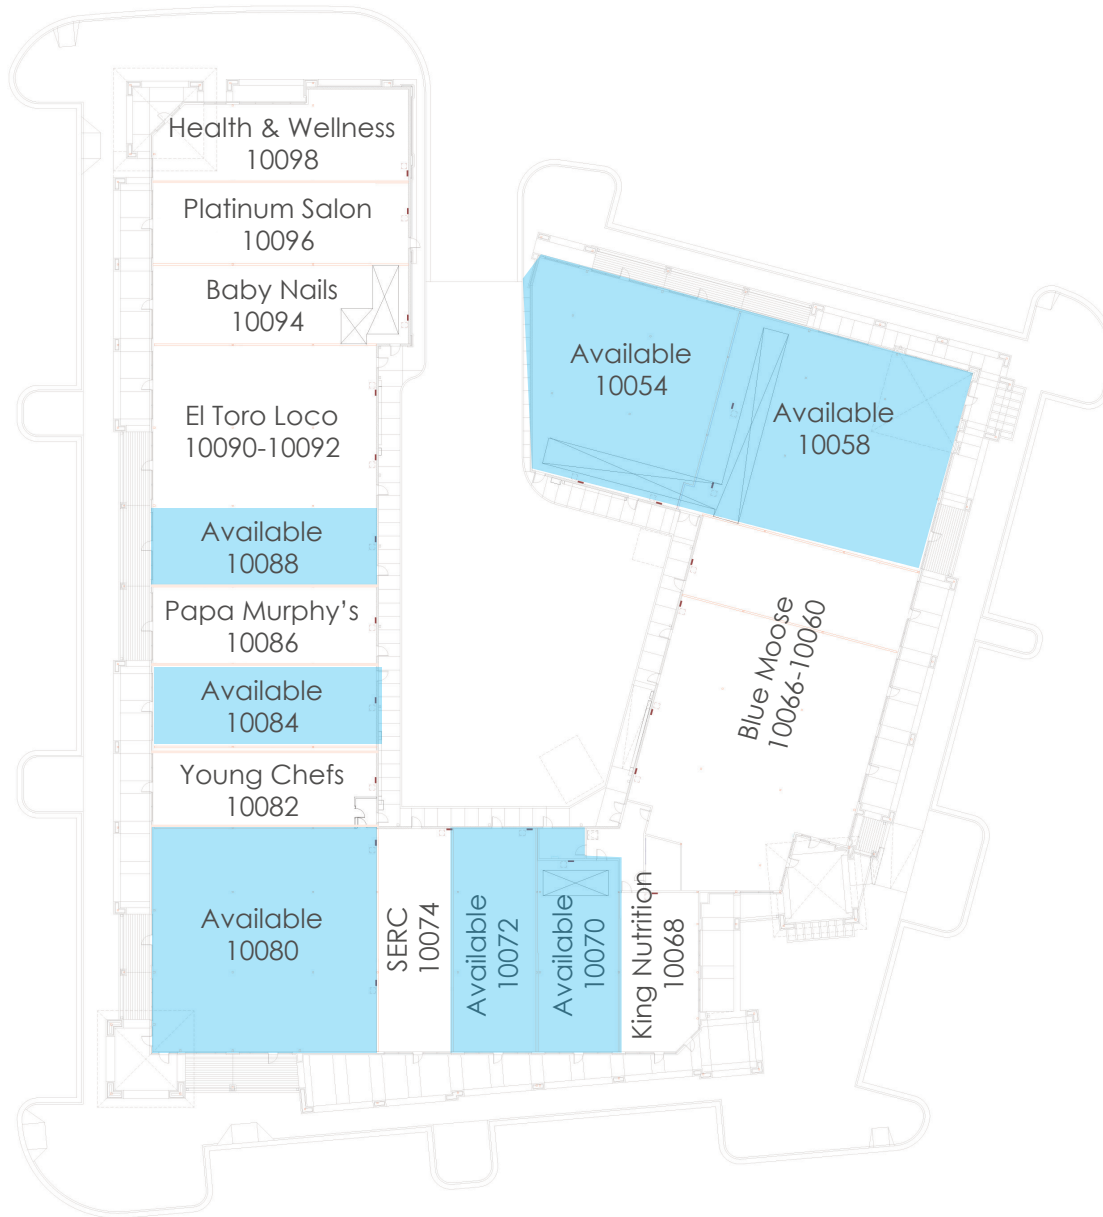 Health & Wellness
10098
Platinum Salon
10096
Baby Nails
10094
El Toro Loco
10090-10092
Available
10088
Papa Murphy’s
10086
Available
10084
Young Chefs
10082
Available
10080
SERC
10074
Available
10072
Available
10070
King Nutrition
10068
Blue Moose
10066-10060
Available
10054
Available
10058